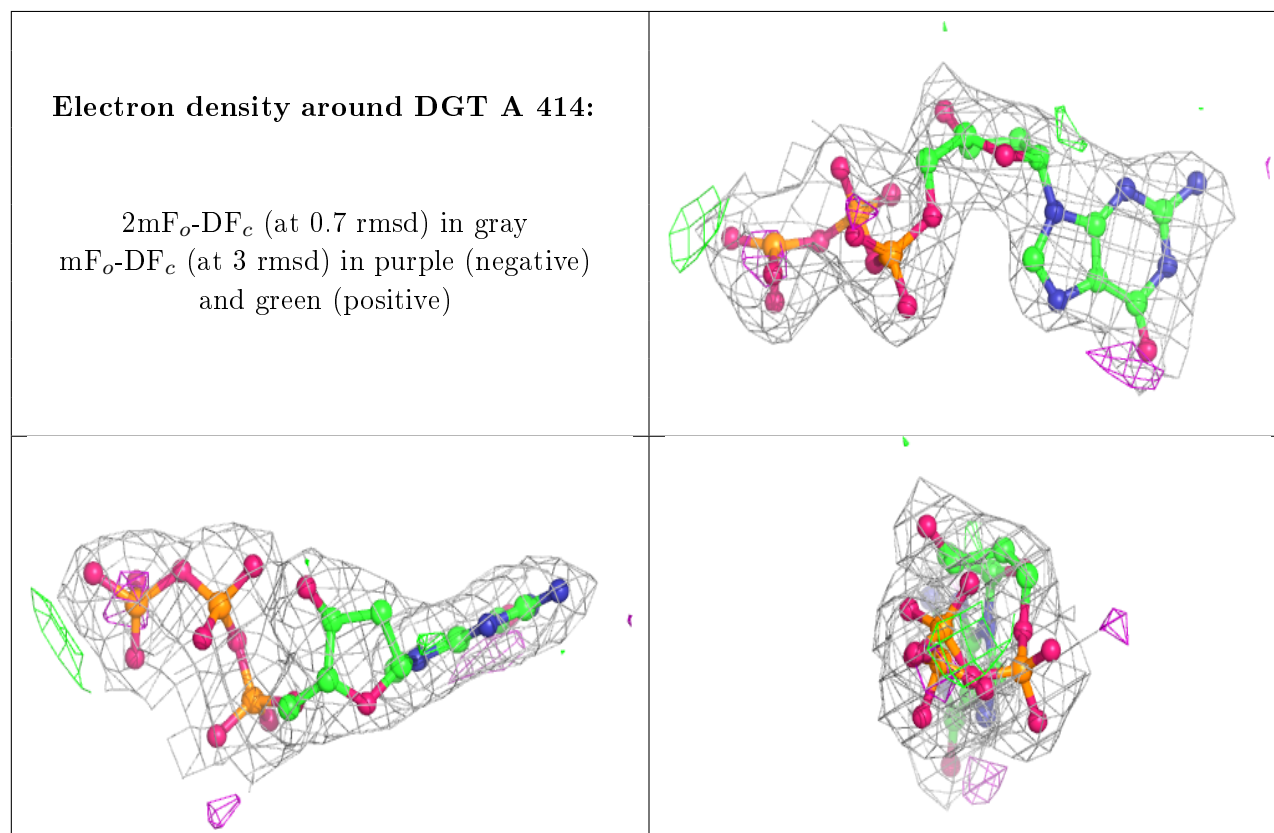 Electron density around DGT A 414:
2mFₒ-DF𝒸 (at 0.7 rmsd) in gray
mFₒ-DF𝒸 (at 3 rmsd) in purple (negative)
and green (positive)